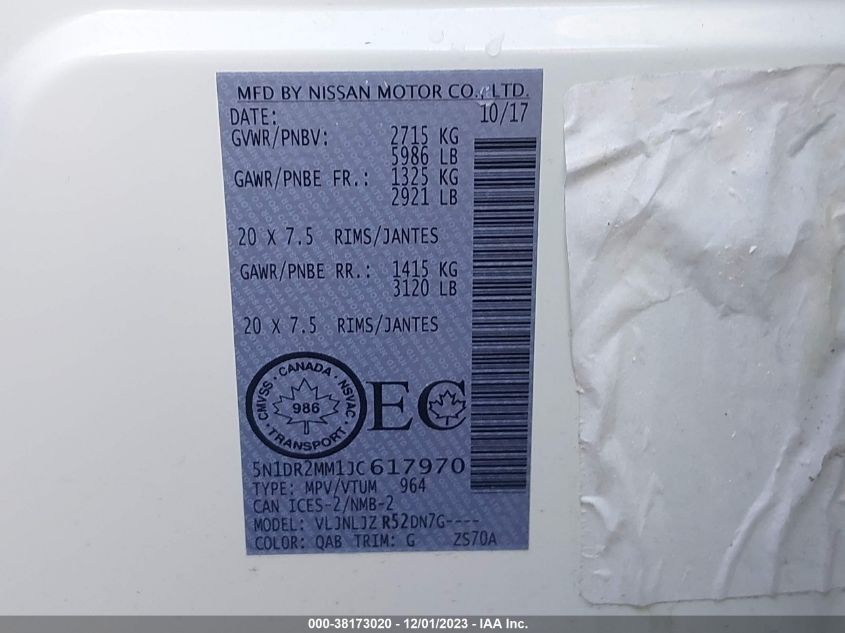 MFD BY NISSAN MOTOR CO., LTD.
DATE: 10/17
GVWR/PNBV: 2715 KG
5986 LB
GAWR/PNBE FR.: 1325 KG
2921 LB
20 X 7.5 RIMS/JANTES
GAWR/PNBE RR.: 1415 KG
3120 LB
20 X 7.5 RIMS/JANTES
CMVSS · CANADA · NSVAC
986
TRANSPORT
EC
5N1DR2MM1JC617970
TYPE: MPV/VTUM 964
CAN ICES-2/NMB-2
MODEL: VLJNLJZ R52DN7G----
COLOR: QAB TRIM: G ZS70A
000-38173020 - 12/01/2023 - IAA Inc.